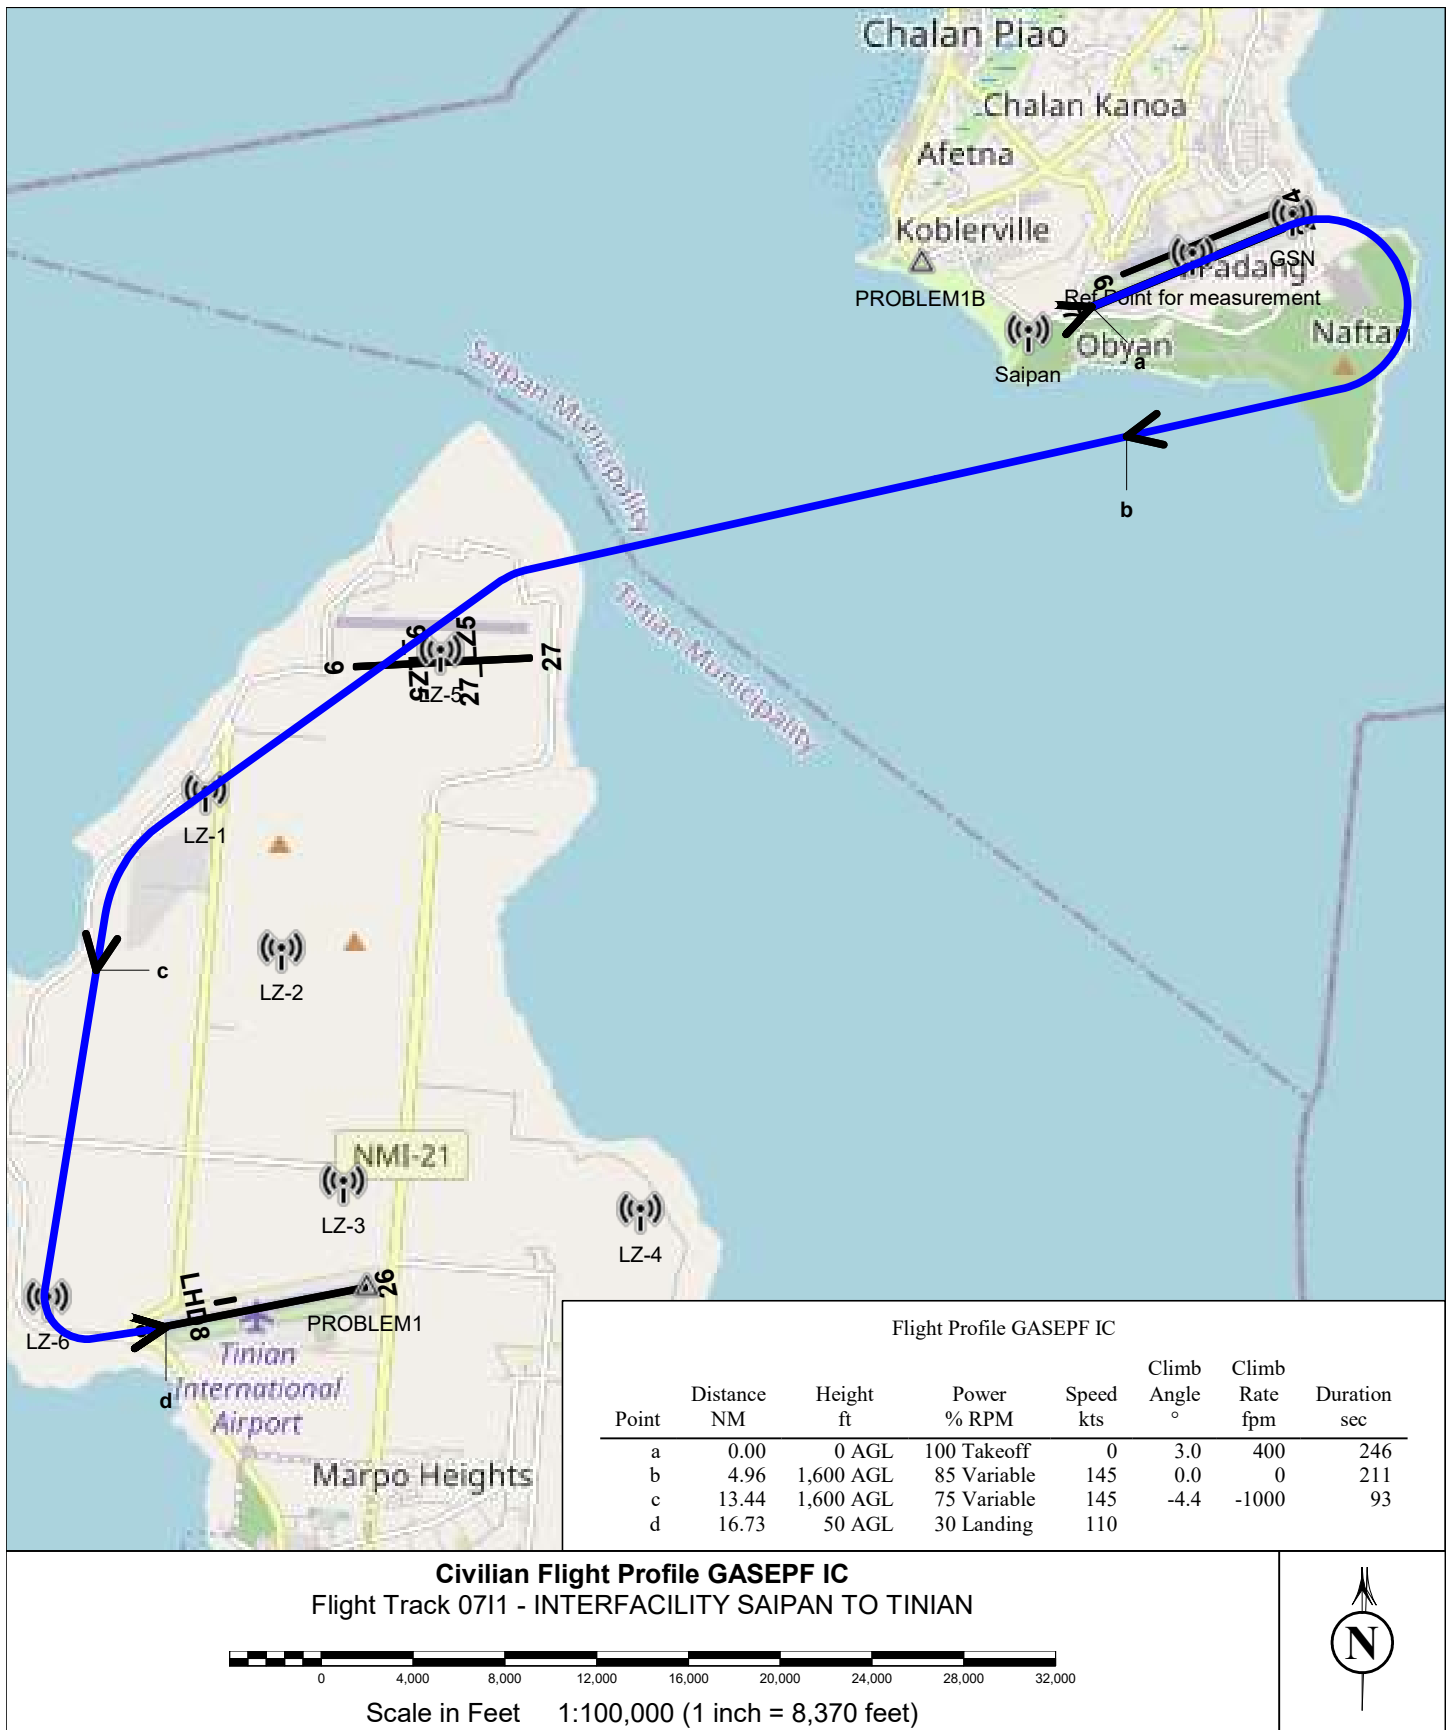 Chalan Piao
Chalan Kanoa
Afetna
Koblerville
PROBLEM1B
GSN
Ref Point for measurement
6
4
Obyan
Naftan
a
Saipan
b
Saipan Municipality
Tinian Municipality
6
27
LZ-5
LZ-1
c
LZ-2
NMI-21
LZ-3
LZ-4
LZ-6
LHD8
26
PROBLEM1
d
Tinian
International
Airport
Marpo Heights
Flight Profile GASEPF IC
Climb Climb
Distance Height Power Speed Angle Rate Duration
Point NM ft % RPM kts ° fpm sec
a 0.00 0 AGL 100 Takeoff 0 3.0 400 246
b 4.96 1,600 AGL 85 Variable 145 0.0 0 211
c 13.44 1,600 AGL 75 Variable 145 -4.4 -1000 93
d 16.73 50 AGL 30 Landing 110
Civilian Flight Profile GASEPF IC
Flight Track 07I1 - INTERFACILITY SAIPAN TO TINIAN
0 4,000 8,000 12,000 16,000 20,000 24,000 28,000 32,000
Scale in Feet 1:100,000 (1 inch = 8,370 feet)
N